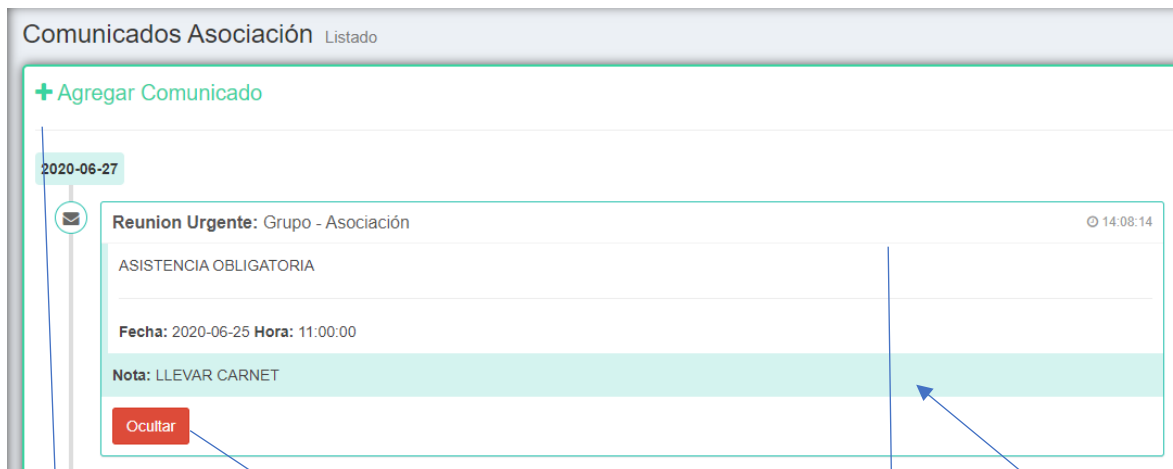 Comunicados Asociación Listado
+ Agregar Comunicado
2020-06-27
Reunion Urgente: Grupo - Asociación 14:08:14
ASISTENCIA OBLIGATORIA
Fecha: 2020-06-25 Hora: 11:00:00
Nota: LLEVAR CARNET
Ocultar